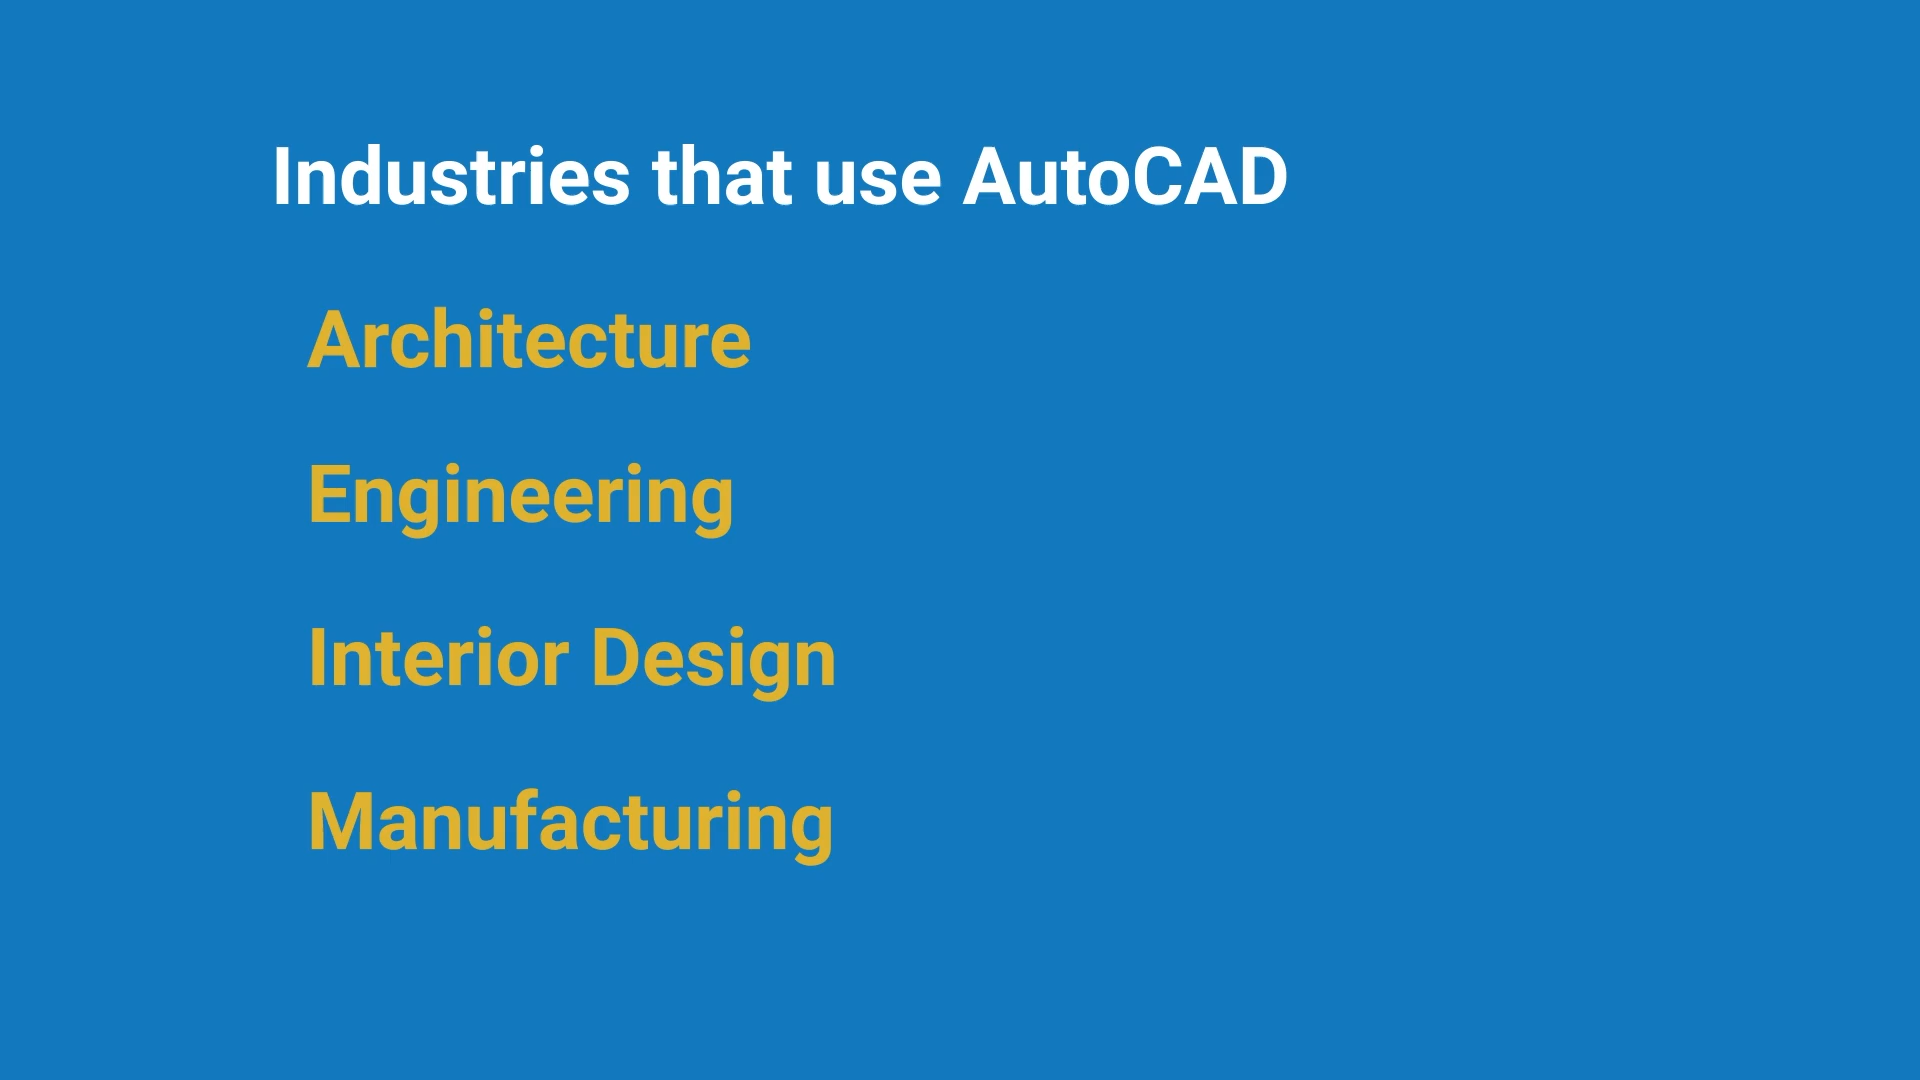 Industries that use AutoCAD
Architecture
Engineering
Interior Design
Manufacturing